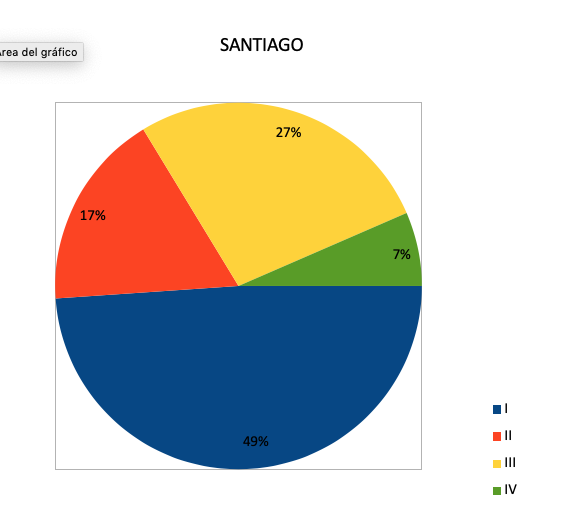 SANTIAGO
Área del gráfico
27%
17%
7%
49%
I
II
III
IV